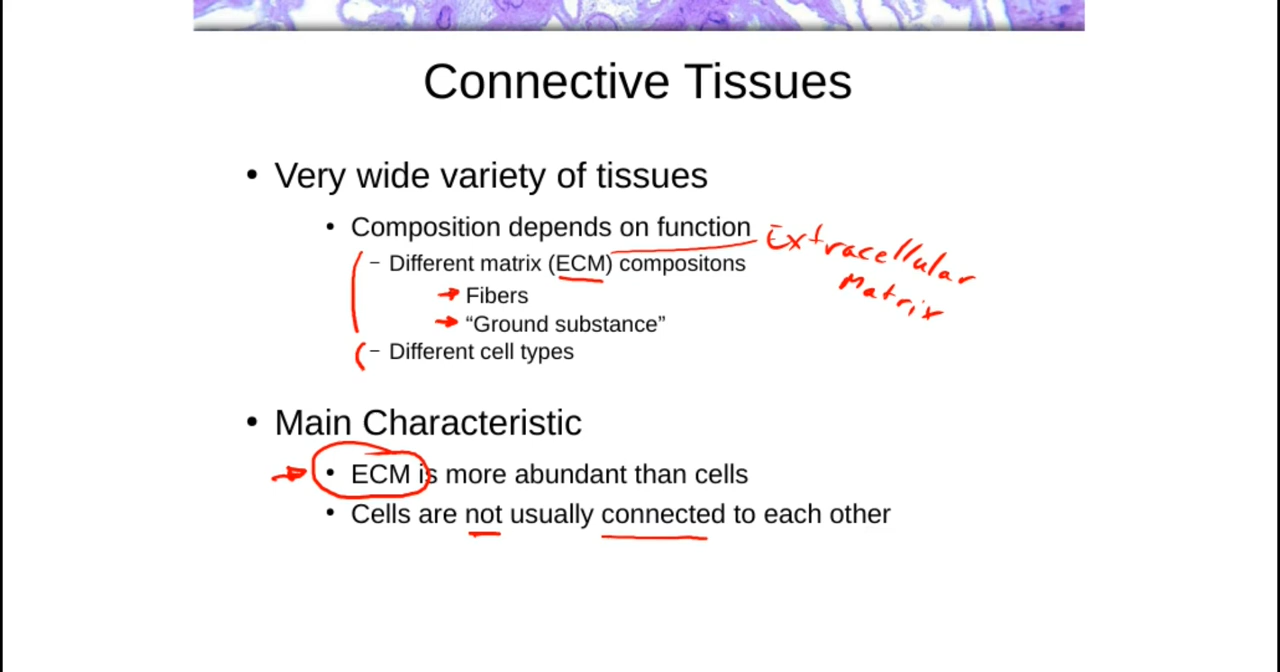 Connective Tissues
• Very wide variety of tissues
• Composition depends on function
Extracellular
Matrix
– Different matrix (ECM) compositons
Fibers
“Ground substance”
– Different cell types
• Main Characteristic
• ECM is more abundant than cells
• Cells are not usually connected to each other